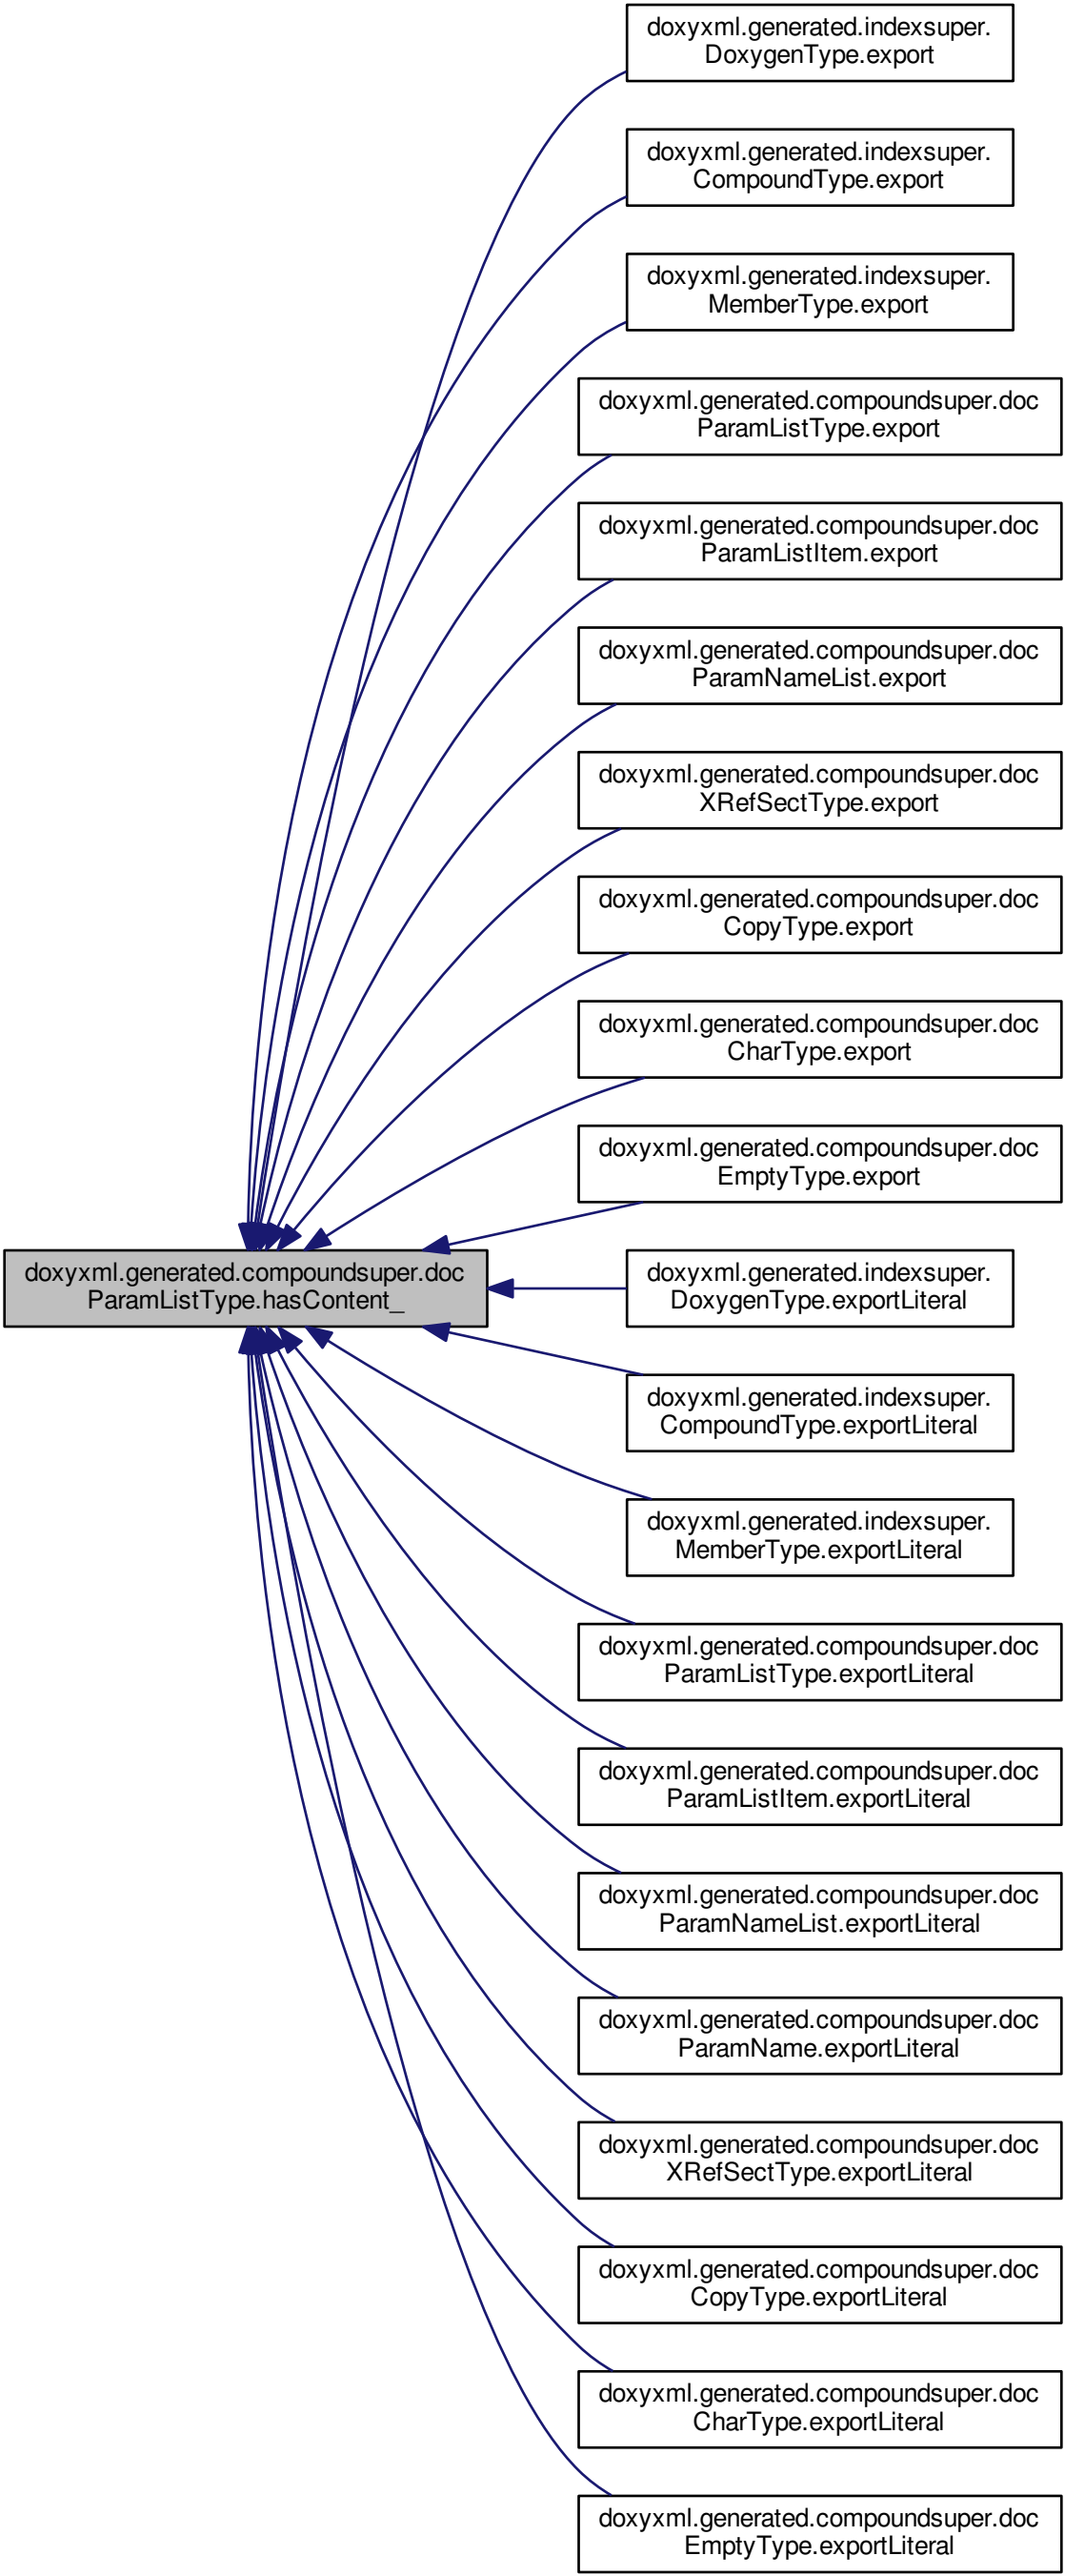 doxyxml.generated.indexsuper.
DoxygenType.export
doxyxml.generated.indexsuper.
CompoundType.export
doxyxml.generated.indexsuper.
MemberType.export
doxyxml.generated.compoundsuper.doc
ParamListType.export
doxyxml.generated.compoundsuper.doc
ParamListItem.export
doxyxml.generated.compoundsuper.doc
ParamNameList.export
doxyxml.generated.compoundsuper.doc
XRefSectType.export
doxyxml.generated.compoundsuper.doc
CopyType.export
doxyxml.generated.compoundsuper.doc
CharType.export
doxyxml.generated.compoundsuper.doc
EmptyType.export
doxyxml.generated.compoundsuper.doc
ParamListType.hasContent_
doxyxml.generated.indexsuper.
DoxygenType.exportLiteral
doxyxml.generated.indexsuper.
CompoundType.exportLiteral
doxyxml.generated.indexsuper.
MemberType.exportLiteral
doxyxml.generated.compoundsuper.doc
ParamListType.exportLiteral
doxyxml.generated.compoundsuper.doc
ParamListItem.exportLiteral
doxyxml.generated.compoundsuper.doc
ParamNameList.exportLiteral
doxyxml.generated.compoundsuper.doc
ParamName.exportLiteral
doxyxml.generated.compoundsuper.doc
XRefSectType.exportLiteral
doxyxml.generated.compoundsuper.doc
CopyType.exportLiteral
doxyxml.generated.compoundsuper.doc
CharType.exportLiteral
doxyxml.generated.compoundsuper.doc
EmptyType.exportLiteral